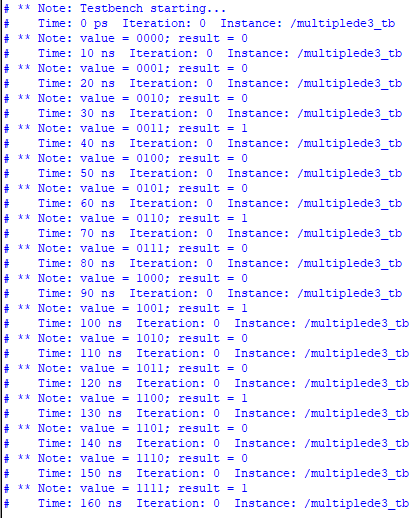 # ** Note: Testbench starting...
#    Time: 0 ps  Iteration: 0  Instance: /multiplede3_tb
# ** Note: value = 0000; result = 0
#    Time: 10 ns  Iteration: 0  Instance: /multiplede3_tb
# ** Note: value = 0001; result = 0
#    Time: 20 ns  Iteration: 0  Instance: /multiplede3_tb
# ** Note: value = 0010; result = 0
#    Time: 30 ns  Iteration: 0  Instance: /multiplede3_tb
# ** Note: value = 0011; result = 1
#    Time: 40 ns  Iteration: 0  Instance: /multiplede3_tb
# ** Note: value = 0100; result = 0
#    Time: 50 ns  Iteration: 0  Instance: /multiplede3_tb
# ** Note: value = 0101; result = 0
#    Time: 60 ns  Iteration: 0  Instance: /multiplede3_tb
# ** Note: value = 0110; result = 1
#    Time: 70 ns  Iteration: 0  Instance: /multiplede3_tb
# ** Note: value = 0111; result = 0
#    Time: 80 ns  Iteration: 0  Instance: /multiplede3_tb
# ** Note: value = 1000; result = 0
#    Time: 90 ns  Iteration: 0  Instance: /multiplede3_tb
# ** Note: value = 1001; result = 1
#    Time: 100 ns  Iteration: 0  Instance: /multiplede3_tb
# ** Note: value = 1010; result = 0
#    Time: 110 ns  Iteration: 0  Instance: /multiplede3_tb
# ** Note: value = 1011; result = 0
#    Time: 120 ns  Iteration: 0  Instance: /multiplede3_tb
# ** Note: value = 1100; result = 1
#    Time: 130 ns  Iteration: 0  Instance: /multiplede3_tb
# ** Note: value = 1101; result = 0
#    Time: 140 ns  Iteration: 0  Instance: /multiplede3_tb
# ** Note: value = 1110; result = 0
#    Time: 150 ns  Iteration: 0  Instance: /multiplede3_tb
# ** Note: value = 1111; result = 1
#    Time: 160 ns  Iteration: 0  Instance: /multiplede3_tb